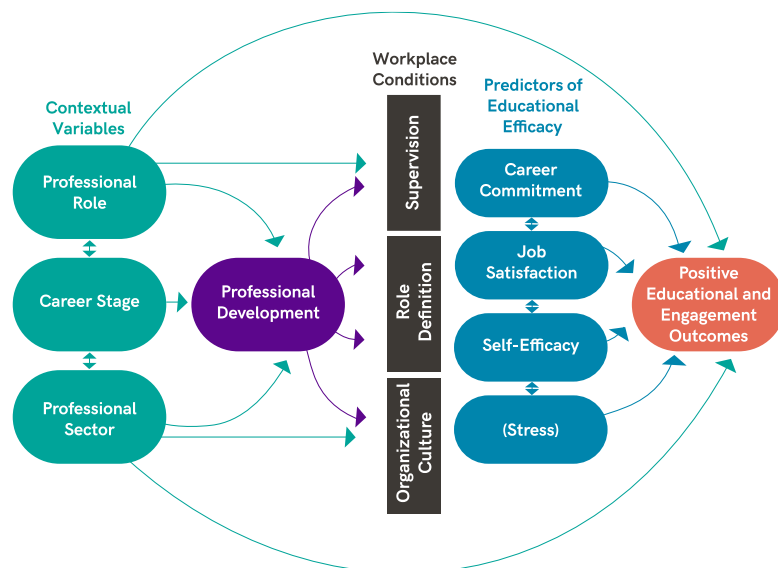 Contextual
Variables
Professional
Role
Career Stage
Professional
Sector
Professional
Development
Workplace
Conditions
Supervision
Role
Definition
Organizational
Culture
Predictors of
Educational
Efficacy
Career
Commitment
Job
Satisfaction
Self-Efficacy
(Stress)
Positive
Educational and
Engagement
Outcomes